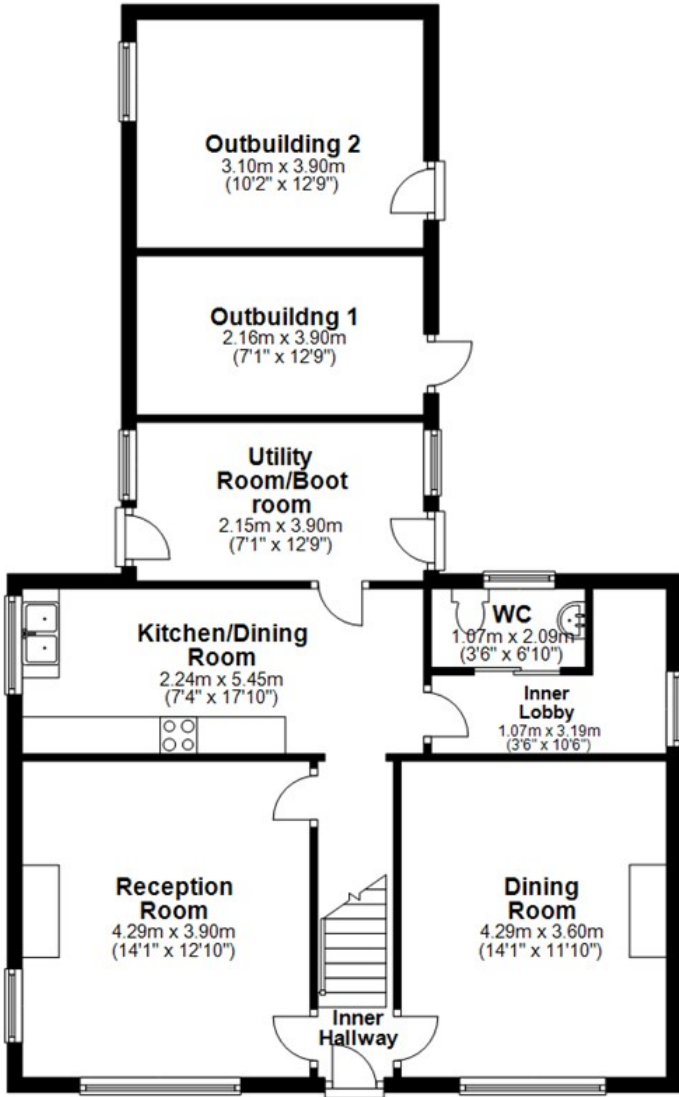 Outbuilding 2
3.10m x 3.90m
(10'2" x 12'9")
Outbuildng 1
2.16m x 3.90m
(7'1" x 12'9")
Utility
Room/Boot
room
2.15m x 3.90m
(7'1" x 12'9")
WC
1.07m x 2.09m
(3'6" x 6'10")
Kitchen/Dining
Room
2.24m x 5.45m
(7'4" x 17'10")
Inner
Lobby
1.07m x 3.19m
(3'6" x 10'6")
Reception
Room
4.29m x 3.90m
(14'1" x 12'10")
Dining
Room
4.29m x 3.60m
(14'1" x 11'10")
Inner
Hallway